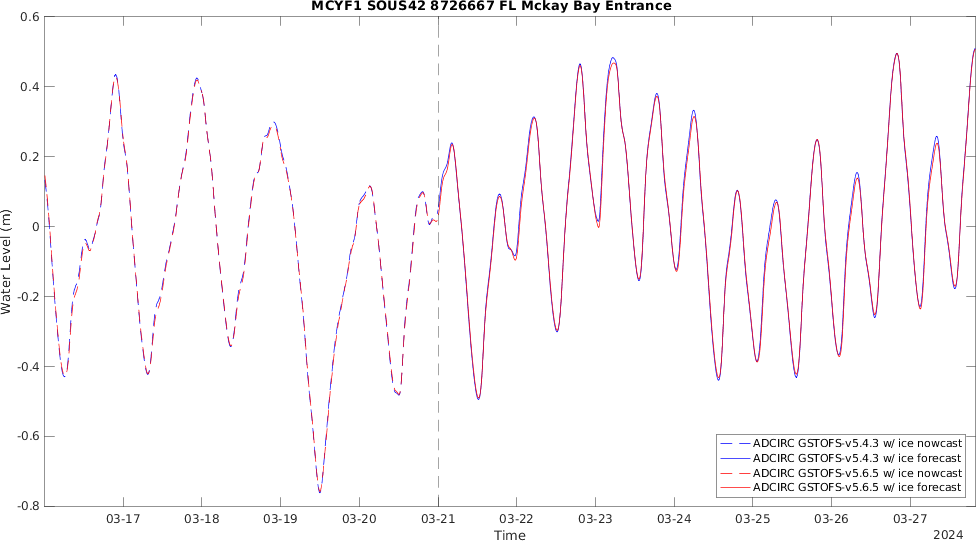 MCYF1 SOUS42 8726667 FL Mckay Bay Entrance
0.6
0.4
0.2
0
-0.2
-0.4
-0.6
-0.8
Water Level (m)
ADCIRC GSTOFS-v5.4.3 w/ ice nowcast
ADCIRC GSTOFS-v5.4.3 w/ ice forecast
ADCIRC GSTOFS-v5.6.5 w/ ice nowcast
ADCIRC GSTOFS-v5.6.5 w/ ice forecast
03-17 03-18 03-19 03-20 03-21 03-22 03-23 03-24 03-25 03-26 03-27
Time
2024